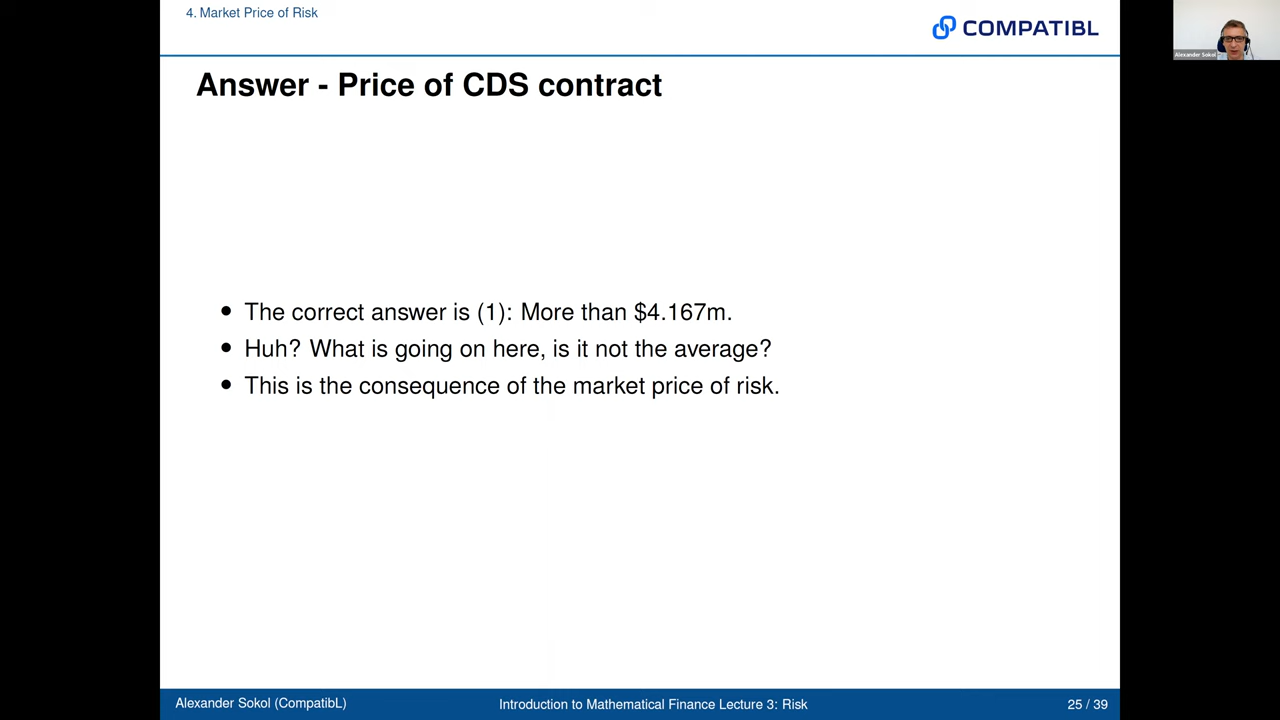 4. Market Price of Risk
COMPATIBL
Alexander Sokol
Answer - Price of CDS contract
• The correct answer is (1): More than $4.167m.
• Huh? What is going on here, is it not the average?
• This is the consequence of the market price of risk.
Alexander Sokol (CompatibL)
Introduction to Mathematical Finance Lecture 3: Risk
25 / 39